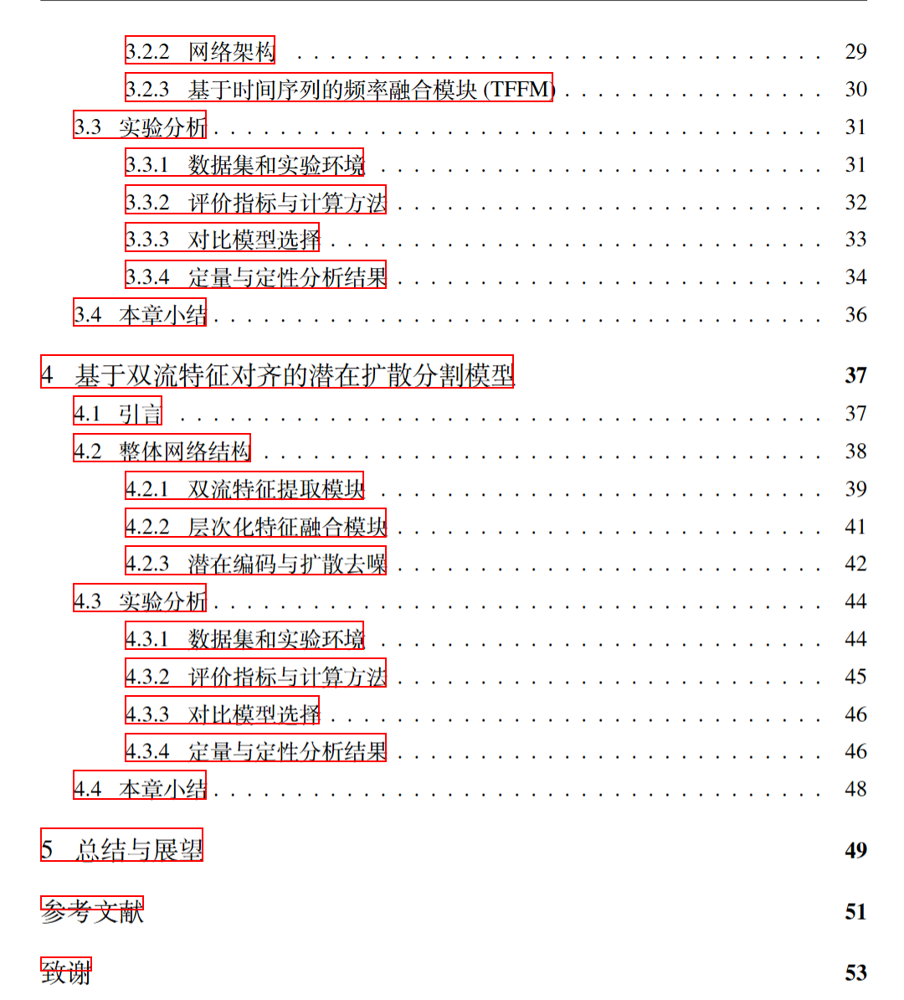 3.2.2 网络架构 . . . . . . . . . . . . . . . . . . . . . . . . . . . . . . . . 29
3.2.3 基于时间序列的频率融合模块 (TFFM) . . . . . . . . . . . . . . . . 30
3.3 实验分析 . . . . . . . . . . . . . . . . . . . . . . . . . . . . . . . . . . . . . 31
3.3.1 数据集和实验环境 . . . . . . . . . . . . . . . . . . . . . . . . . . . 31
3.3.2 评价指标与计算方法 . . . . . . . . . . . . . . . . . . . . . . . . . . 32
3.3.3 对比模型选择 . . . . . . . . . . . . . . . . . . . . . . . . . . . . . . 33
3.3.4 定量与定性分析结果 . . . . . . . . . . . . . . . . . . . . . . . . . . 34
3.4 本章小结 . . . . . . . . . . . . . . . . . . . . . . . . . . . . . . . . . . . . . 36
4 基于双流特征对齐的潜在扩散分割模型 37
4.1 引言 . . . . . . . . . . . . . . . . . . . . . . . . . . . . . . . . . . . . . . . 37
4.2 整体网络结构 . . . . . . . . . . . . . . . . . . . . . . . . . . . . . . . . . . 38
4.2.1 双流特征提取模块 . . . . . . . . . . . . . . . . . . . . . . . . . . . 39
4.2.2 层次化特征融合模块 . . . . . . . . . . . . . . . . . . . . . . . . . . 41
4.2.3 潜在编码与扩散去噪 . . . . . . . . . . . . . . . . . . . . . . . . . . 42
4.3 实验分析 . . . . . . . . . . . . . . . . . . . . . . . . . . . . . . . . . . . . . 44
4.3.1 数据集和实验环境 . . . . . . . . . . . . . . . . . . . . . . . . . . . 44
4.3.2 评价指标与计算方法 . . . . . . . . . . . . . . . . . . . . . . . . . . 45
4.3.3 对比模型选择 . . . . . . . . . . . . . . . . . . . . . . . . . . . . . . 46
4.3.4 定量与定性分析结果 . . . . . . . . . . . . . . . . . . . . . . . . . . 46
4.4 本章小结 . . . . . . . . . . . . . . . . . . . . . . . . . . . . . . . . . . . . . 48
5 总结与展望 49
参考文献 51
致谢 53